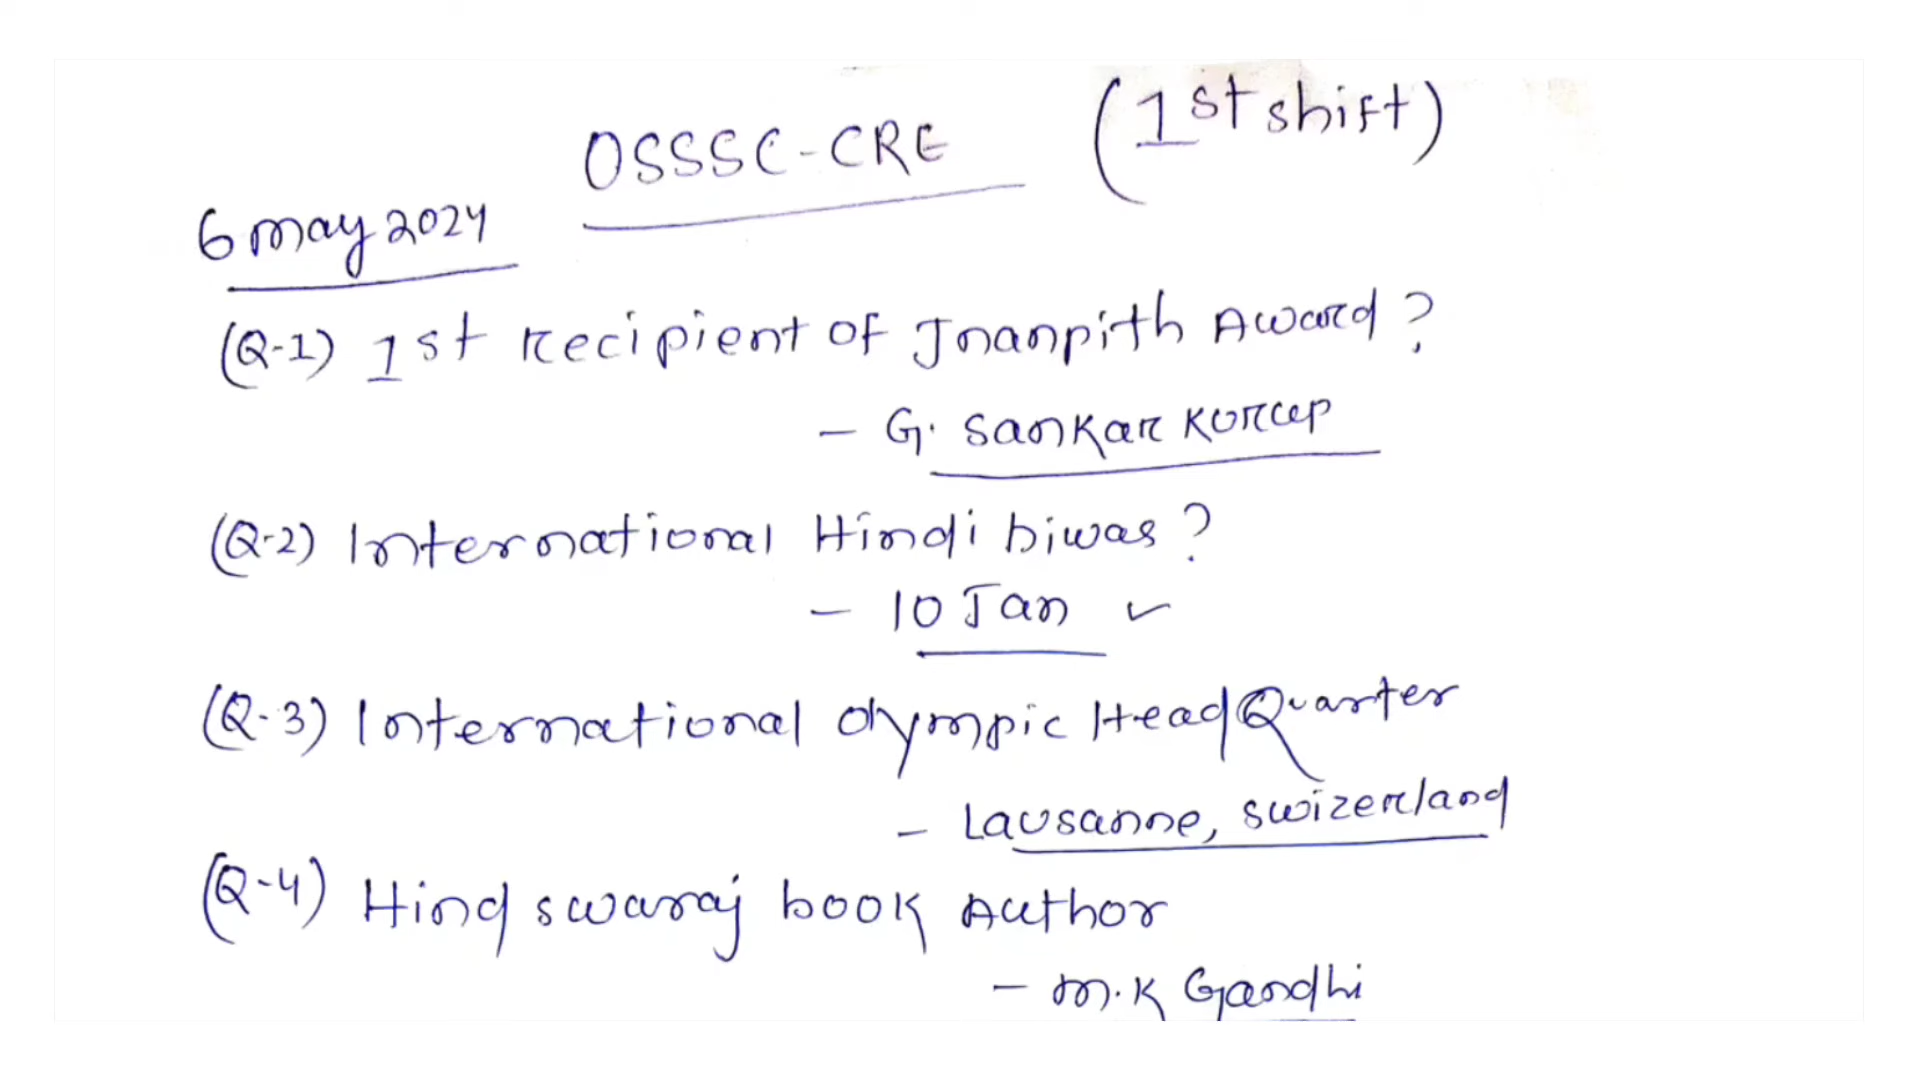 OSSSC-CRE (1st shift)
6 may 2024
(Q-1) 1st Recipient of Jnanpith Award?
- G. Sankar Kurup
(Q-2) International Hindi Diwas?
- 10 Jan ✓
(Q-3) International Olympic HeadQuarter
- Lausanne, Swizerland
(Q-4) Hind swaraj book Author
- M.K Gandhi